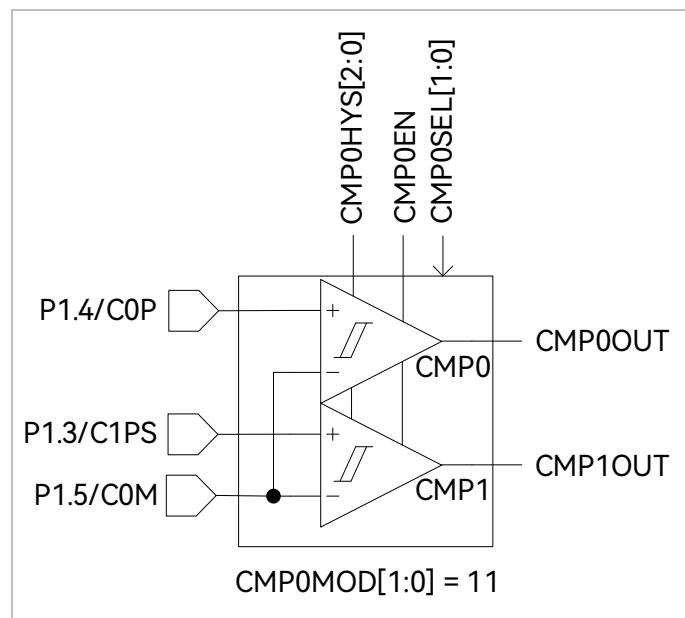 CMP0HYS[2:0]
CMP0EN
CMP0SEL[1:0]
P1.4/C0P
+
−
CMP0
CMP0OUT
P1.3/C1PS
+
P1.5/C0M
−
CMP1
CMP1OUT
CMP0MOD[1:0] = 11